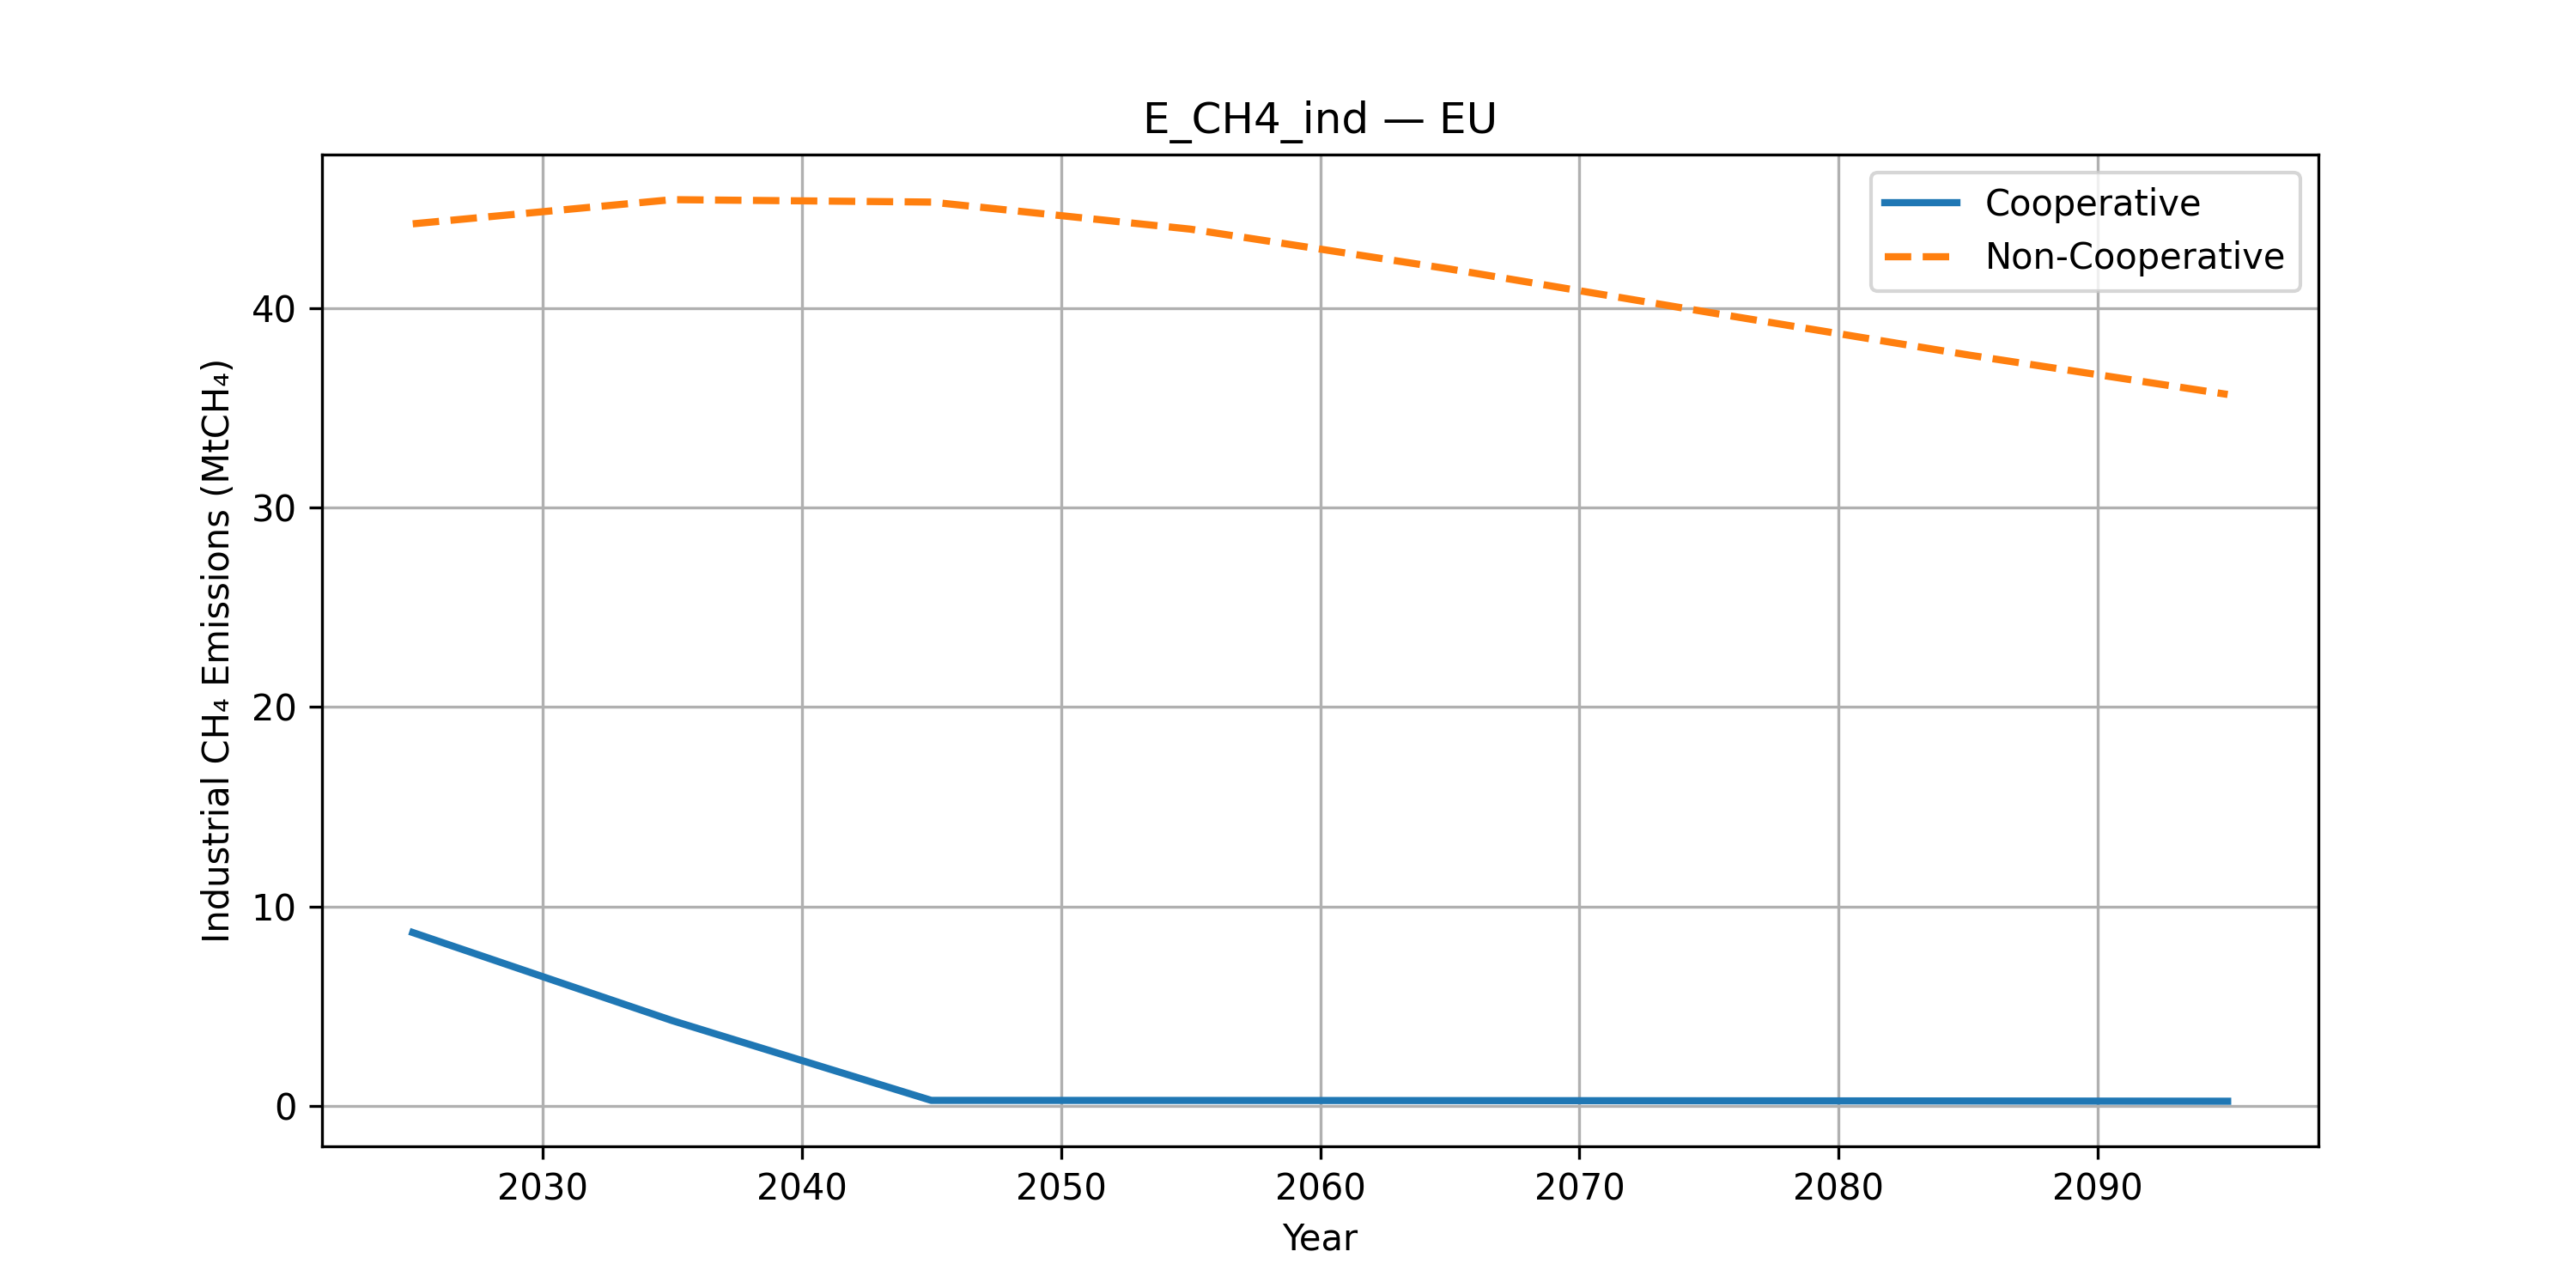 E_CH4_ind — EU
Cooperative
Non-Cooperative
Industrial CH₄ Emissions (MtCH₄)
40
30
20
10
0
2030 2040 2050 2060 2070 2080 2090
Year